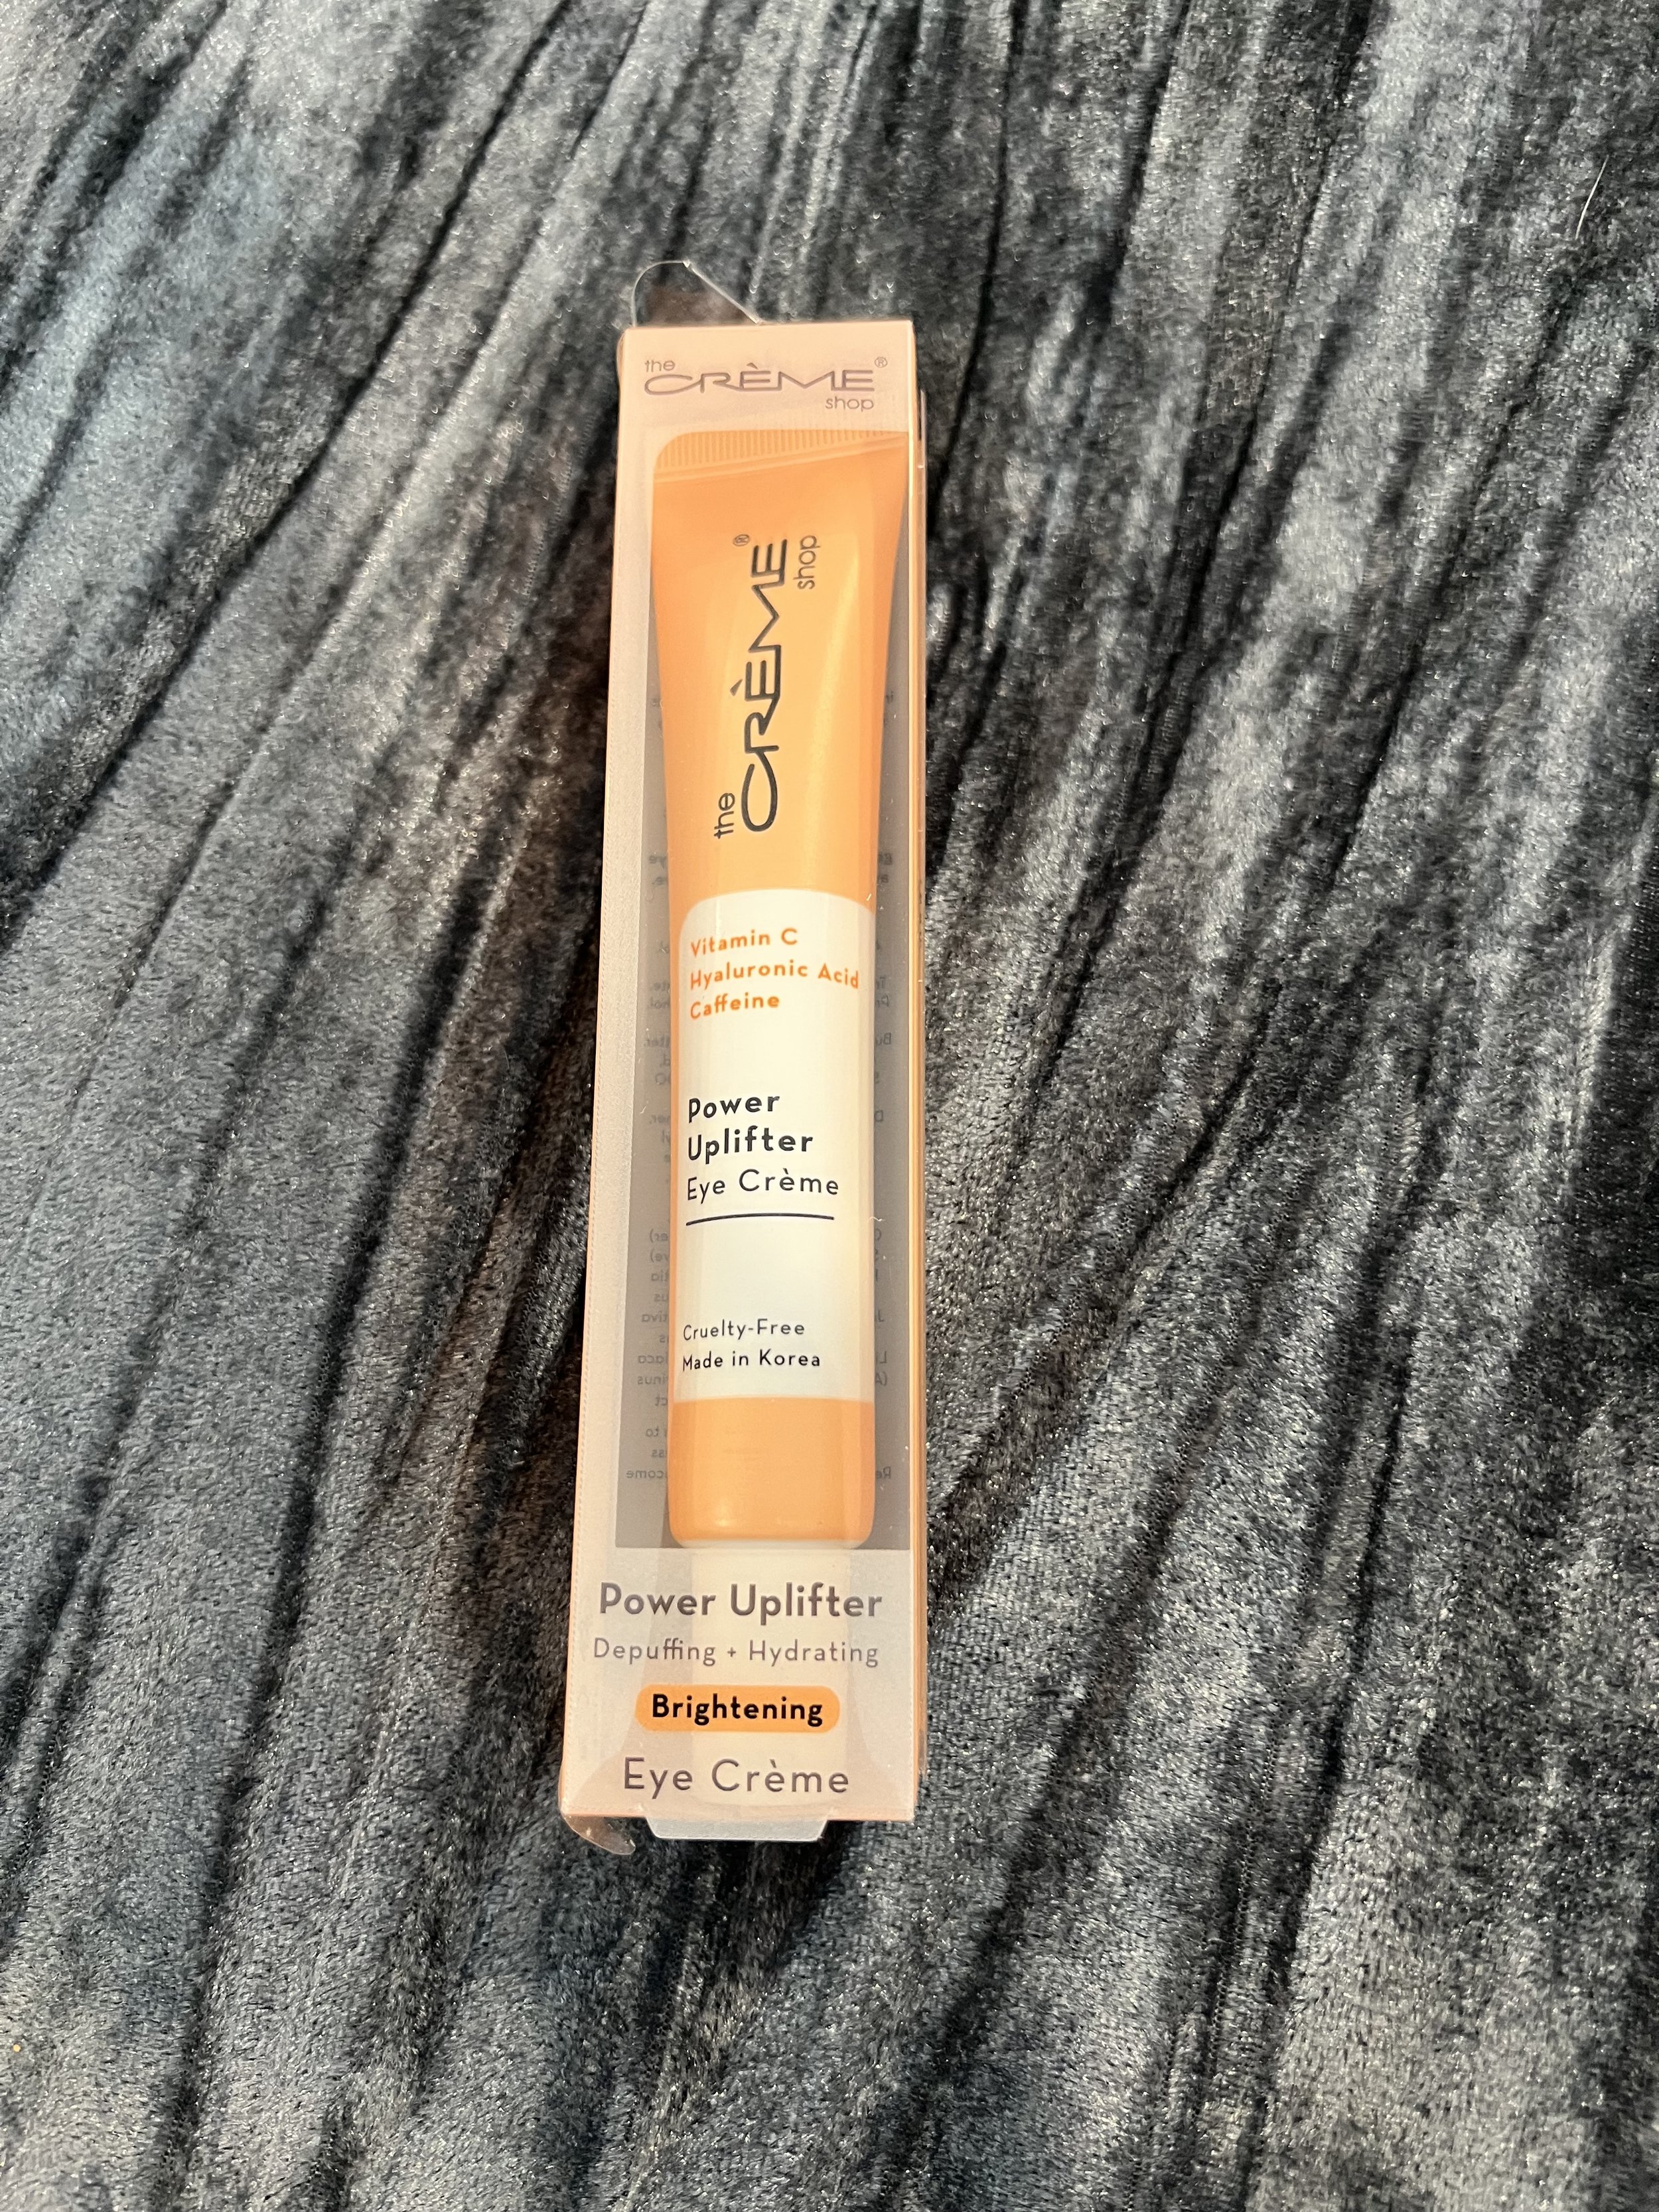 the
CRÈME®
shop
the
CRÈME®
shop
Vitamin C
Hyaluronic Acid
Caffeine
Power
Uplifter
Eye Crème
Cruelty-Free
Made in Korea
Power Uplifter
Depuffing + Hydrating
Brightening
Eye Crème